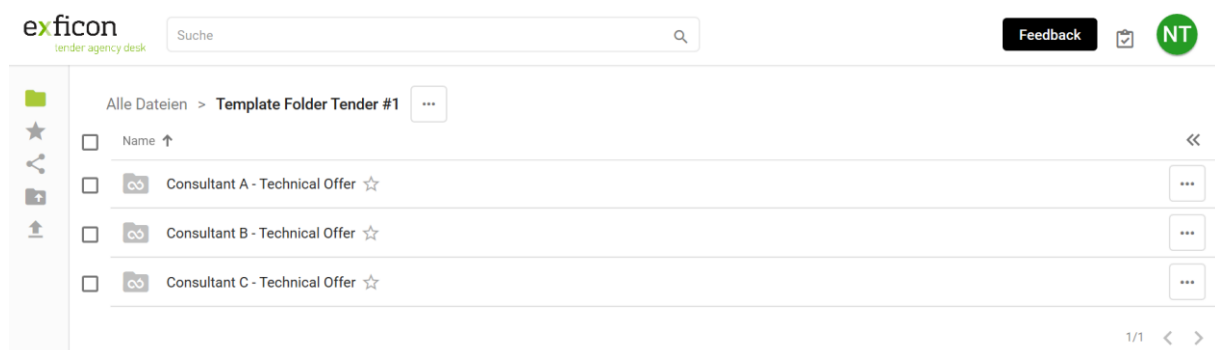 exficon
tender agency desk
Suche
Feedback
NT
Alle Dateien > Template Folder Tender #1 ...
Name ↑
Consultant A - Technical Offer
Consultant B - Technical Offer
Consultant C - Technical Offer
1/1